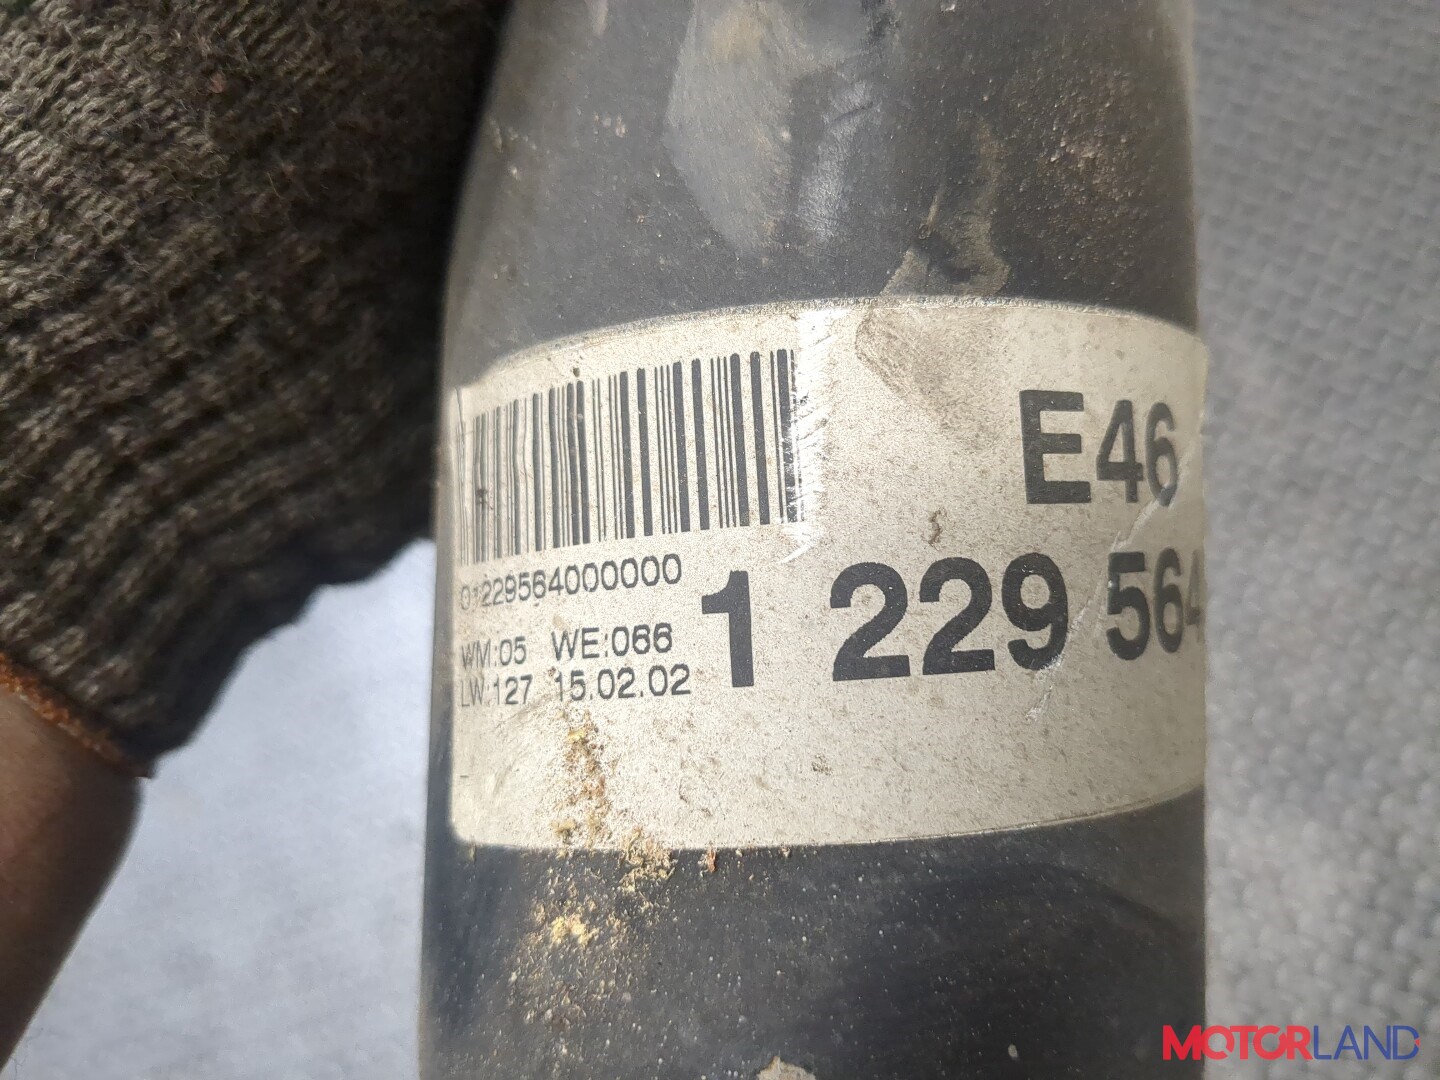 E46
01229564000000
1 229 564
WM:05 WE:066
LW:127 15.02.02
MOTORLAND